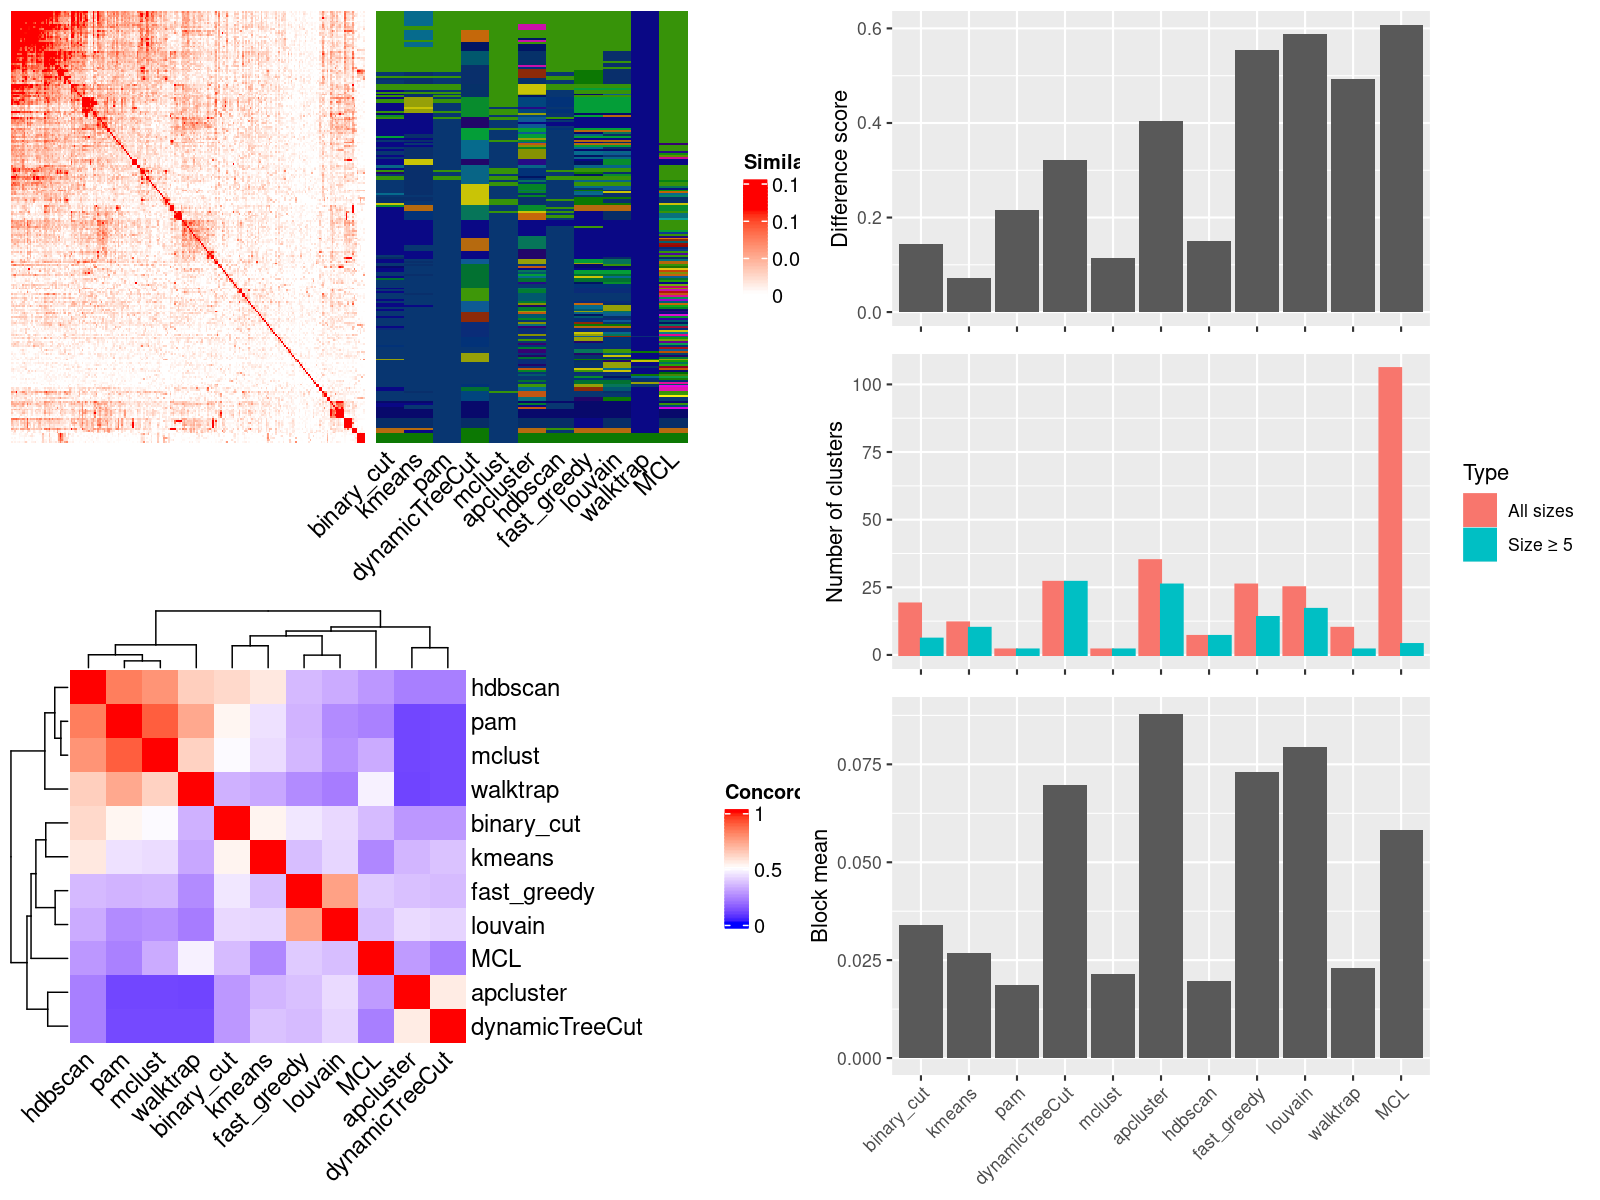 Simila
0.1
0.1
0.0
0
binary_cut
kmeans
pam
dynamicTreeCut
mclust
apcluster
hdbscan
fast_greedy
louvain
walktrap
MCL
hdbscan
pam
mclust
walktrap
binary_cut
kmeans
fast_greedy
louvain
MCL
apcluster
dynamicTreeCut
hdbscan
pam
mclust
walktrap
binary_cut
kmeans
fast_greedy
louvain
MCL
apcluster
dynamicTreeCut
Concord
1
0.5
0
Difference score
0.6
0.4
0.2
0.0
Number of clusters
100
75
50
25
0
Type
All sizes
Size ≥ 5
Block mean
0.075
0.050
0.025
0.000
binary_cut
kmeans
pam
dynamicTreeCut
mclust
apcluster
hdbscan
fast_greedy
louvain
walktrap
MCL